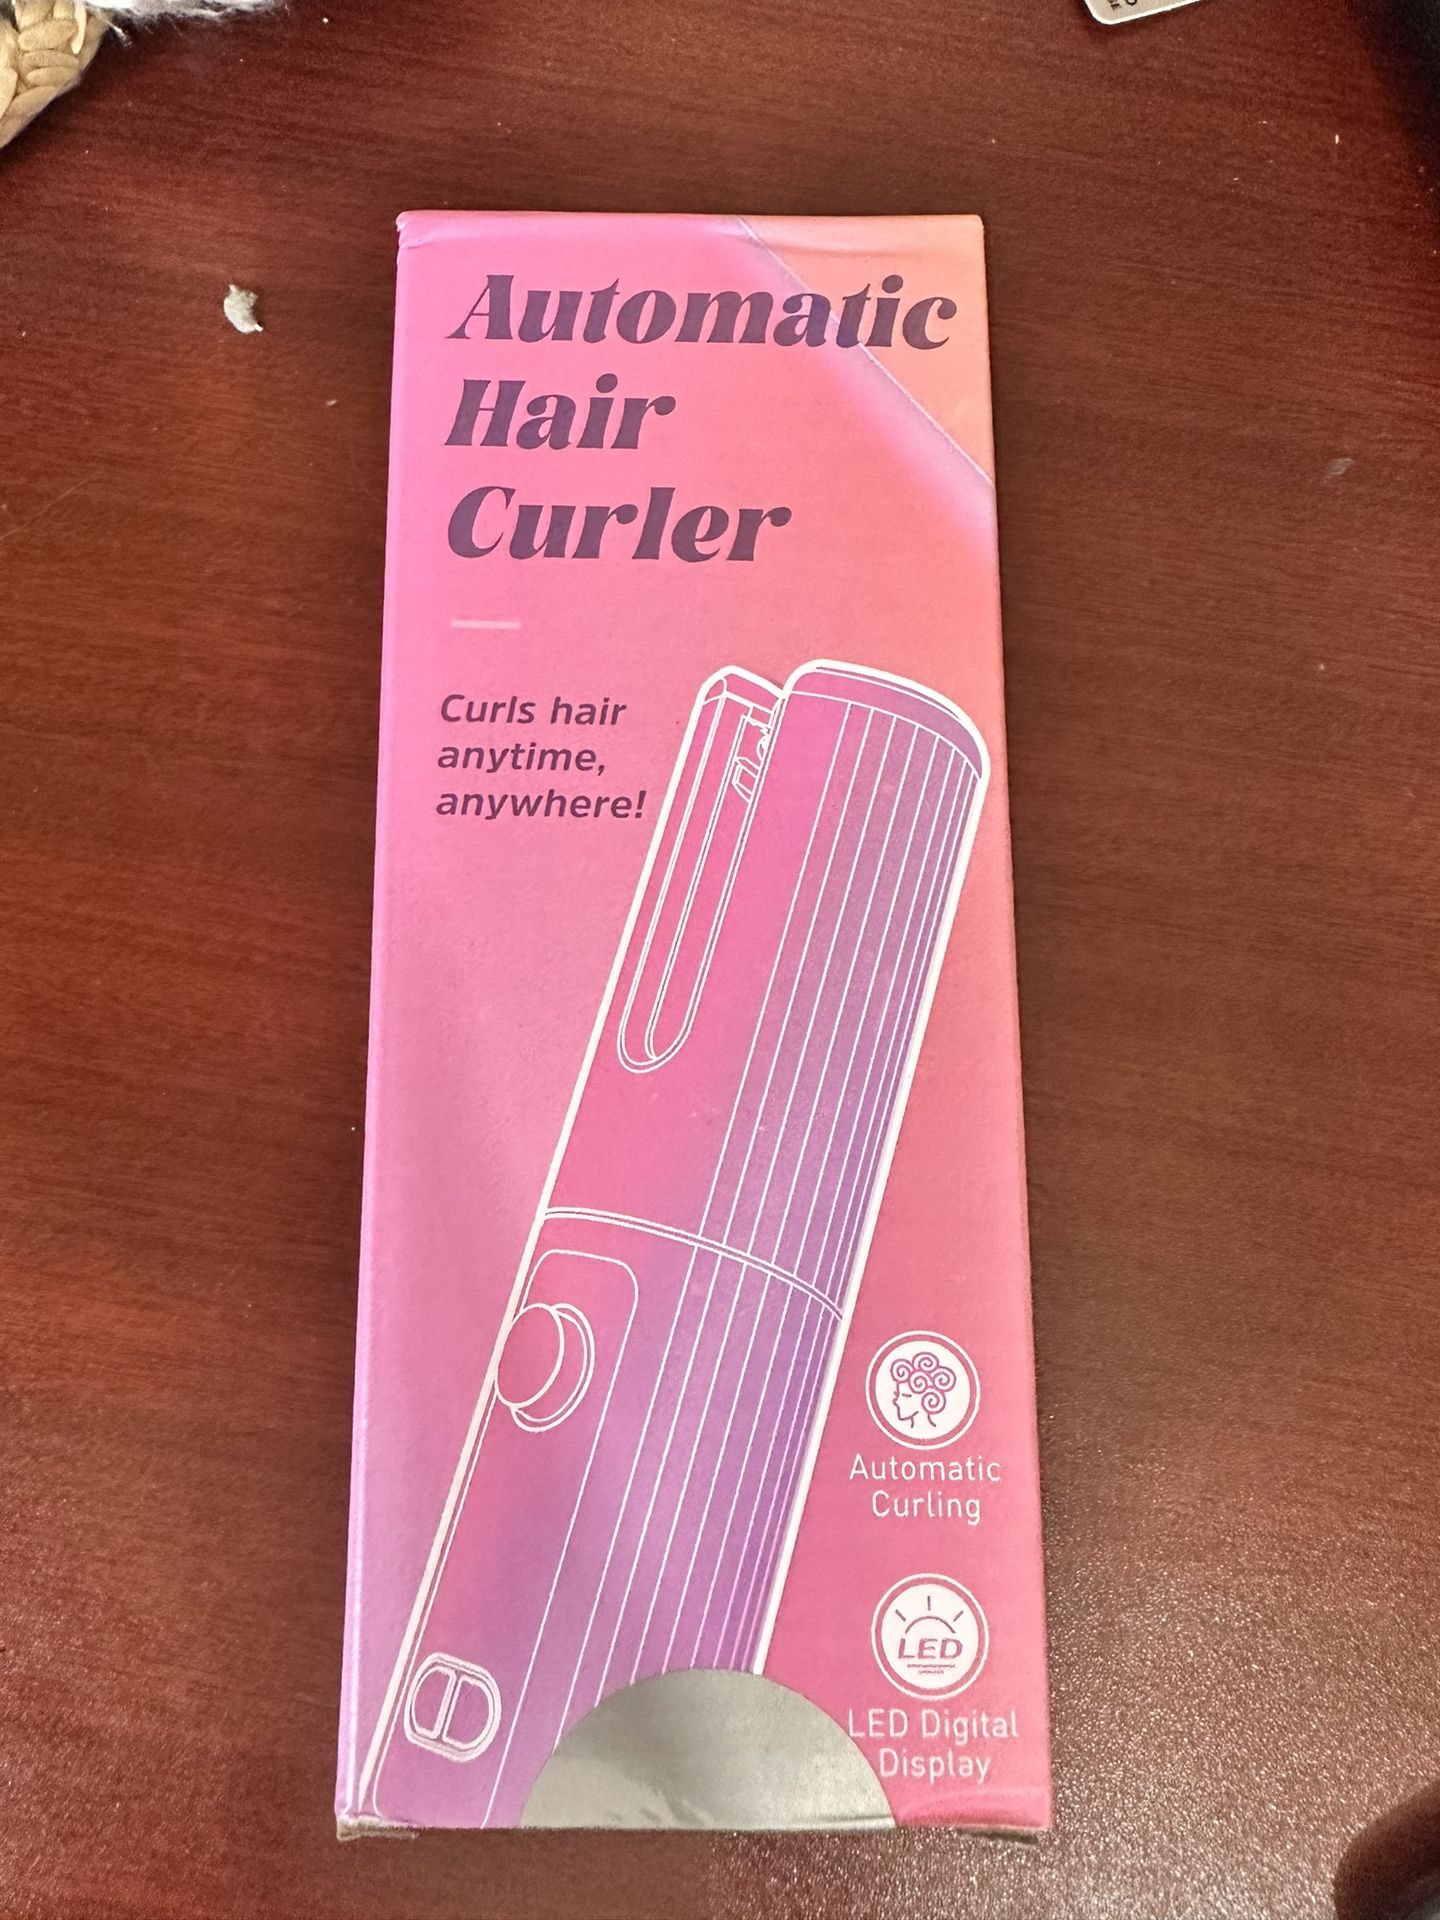 Automatic
Hair
Curler
Curls hair
anytime,
anywhere!
Automatic
Curling
LED
LED Digital
Display